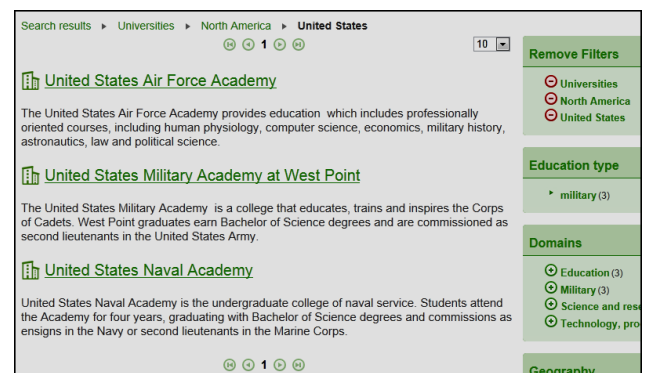 Search results ▸ Universities ▸ North America ▸ United States
1
10
United States Air Force Academy
The United States Air Force Academy provides education which includes professionally
oriented courses, including human physiology, computer science, economics, military history,
astronautics, law and political science.
United States Military Academy at West Point
The United States Military Academy is a college that educates, trains and inspires the Corps
of Cadets. West Point graduates earn Bachelor of Science degrees and are commissioned as
second lieutenants in the United States Army.
United States Naval Academy
United States Naval Academy is the undergraduate college of naval service. Students attend
the Academy for four years, graduating with Bachelor of Science degrees and commissions as
ensigns in the Navy or second lieutenants in the Marine Corps.
1
Remove Filters
Universities
North America
United States
Education type
military (3)
Domains
Education (3)
Military (3)
Science and rese
Technology, pro
Geography